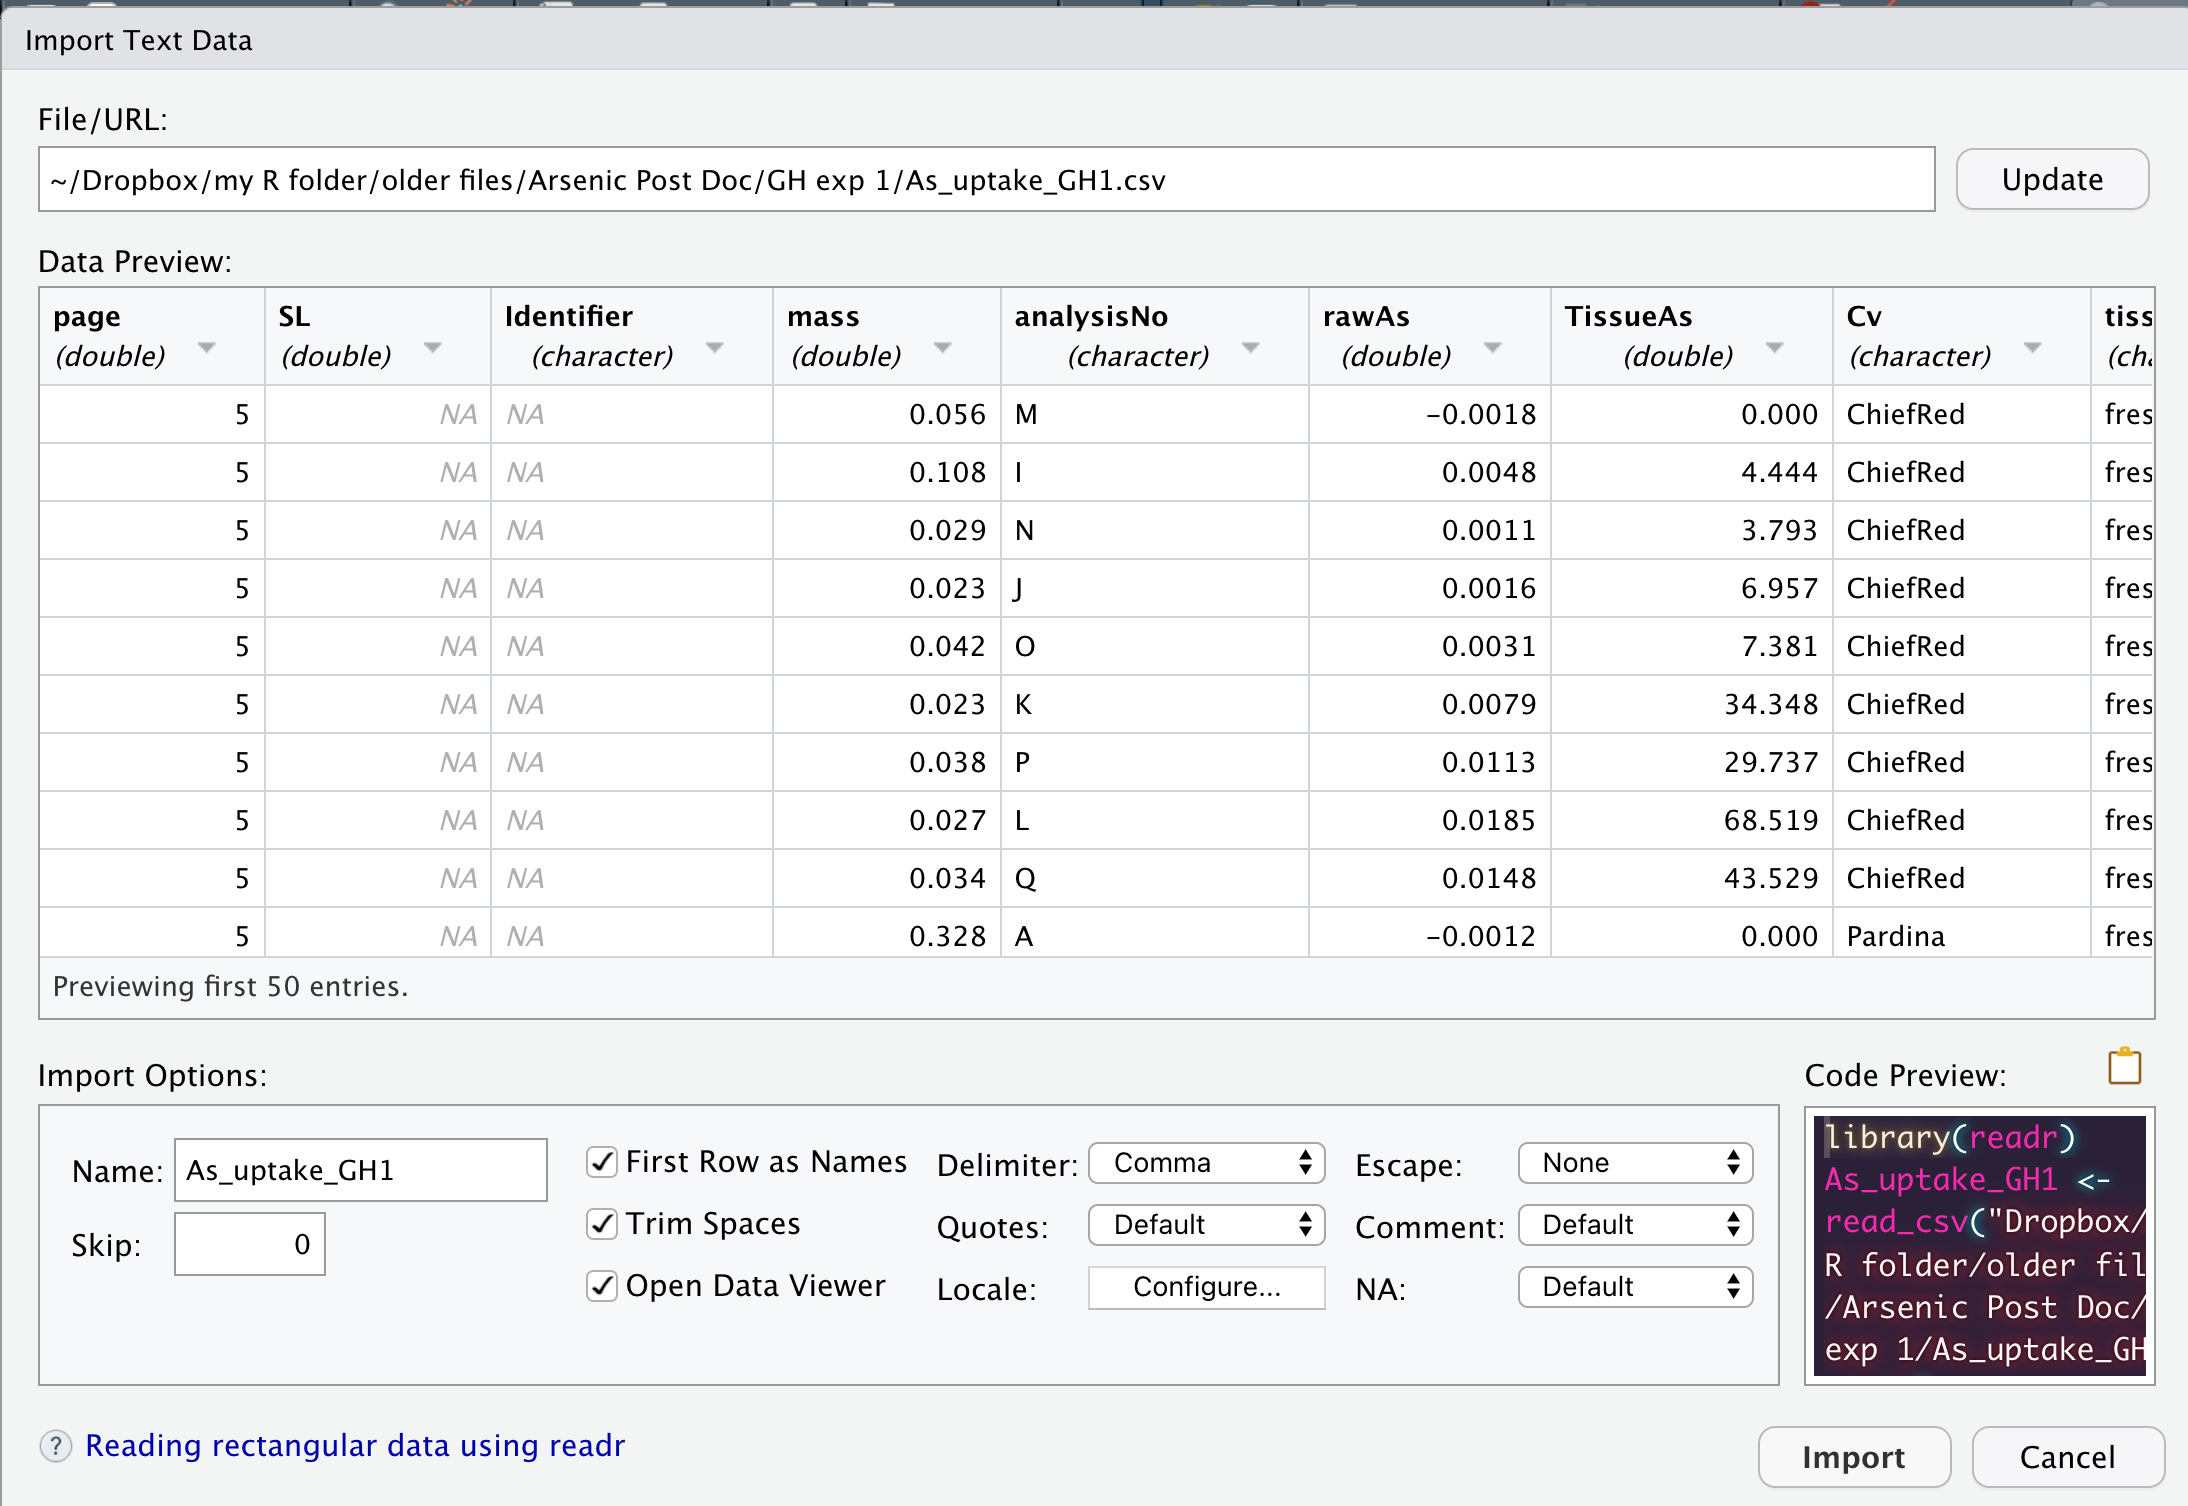 Import Text Data
File/URL:
~/Dropbox/my R folder/older files/Arsenic Post Doc/GH exp 1/As_uptake_GH1.csv Update
Data Preview:
page SL Identifier mass analysisNo rawAs TissueAs Cv tiss
(double) (double) (character) (double) (character) (double) (double) (character) (cha
5 NA NA 0.056 M -0.0018 0.000 ChiefRed fres
5 NA NA 0.108 I 0.0048 4.444 ChiefRed fres
5 NA NA 0.029 N 0.0011 3.793 ChiefRed fres
5 NA NA 0.023 J 0.0016 6.957 ChiefRed fres
5 NA NA 0.042 O 0.0031 7.381 ChiefRed fres
5 NA NA 0.023 K 0.0079 34.348 ChiefRed fres
5 NA NA 0.038 P 0.0113 29.737 ChiefRed fres
5 NA NA 0.027 L 0.0185 68.519 ChiefRed fres
5 NA NA 0.034 Q 0.0148 43.529 ChiefRed fres
5 NA NA 0.328 A -0.0012 0.000 Pardina fres
Previewing first 50 entries.
Import Options:
Name: As_uptake_GH1
Skip: 0
First Row as Names
Trim Spaces
Open Data Viewer
Delimiter: Comma
Quotes: Default
Locale: Configure...
Escape: None
Comment: Default
NA: Default
Code Preview:
library(readr)
As_uptake_GH1 <-
read_csv("Dropbox/
R folder/older fil
/Arsenic Post Doc/
exp 1/As_uptake_GH
? Reading rectangular data using readr
Import Cancel